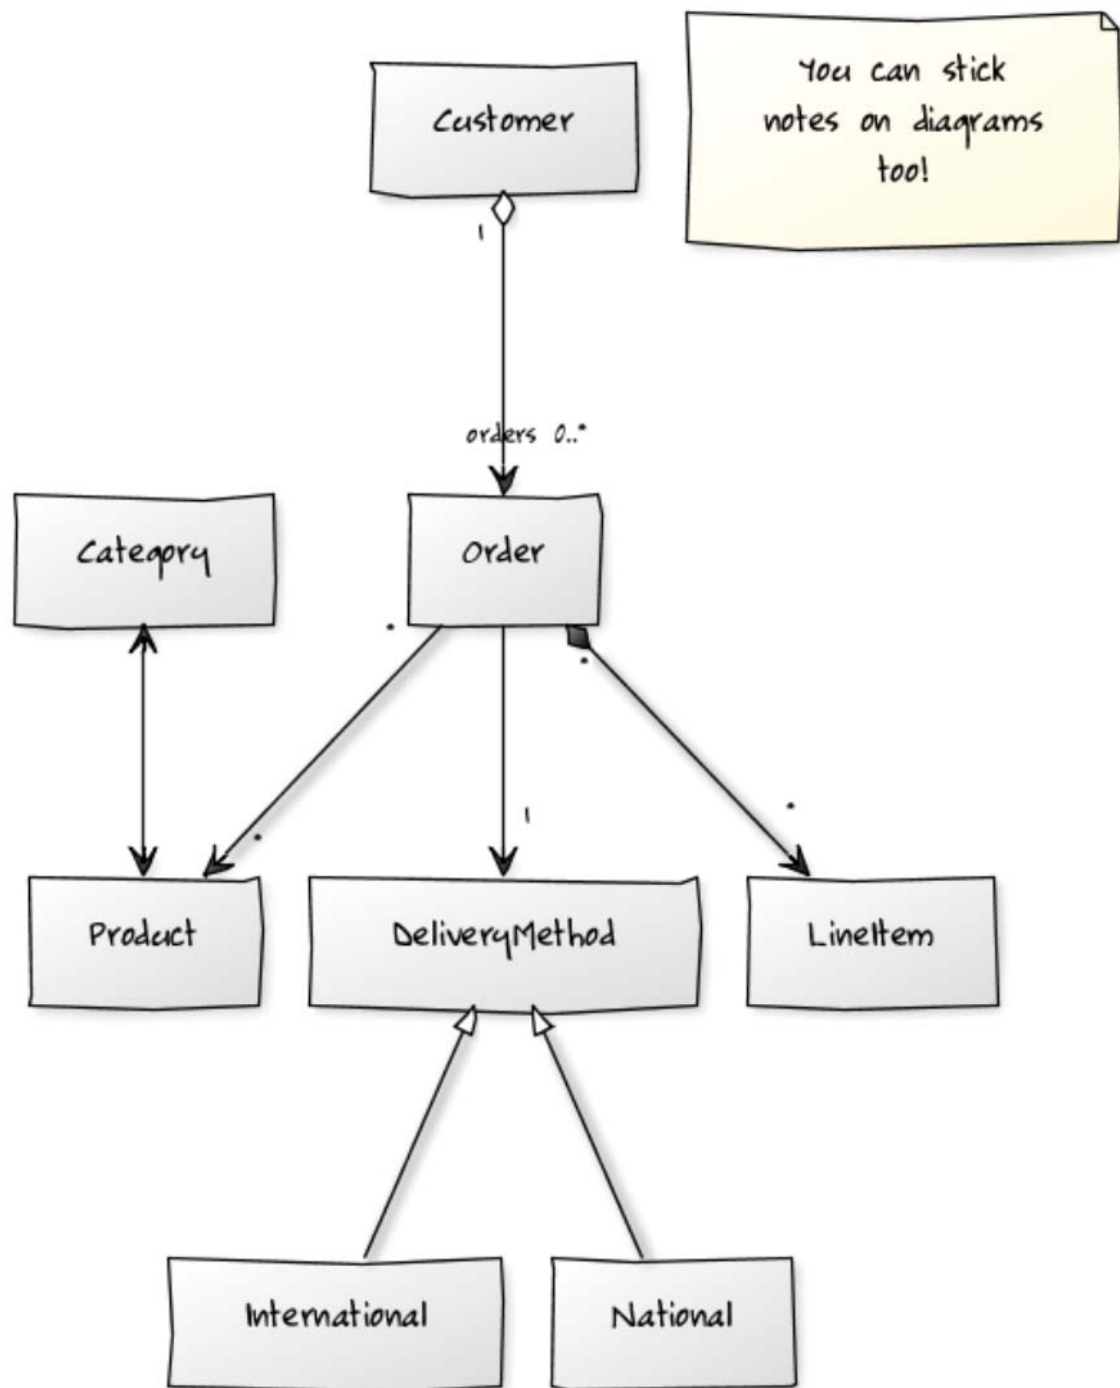 Customer
You can stick
notes on diagrams
too!
1
orders 0..*
Category
Order
*
*
*
1
*
Product
DeliveryMethod
LineItem
International
National